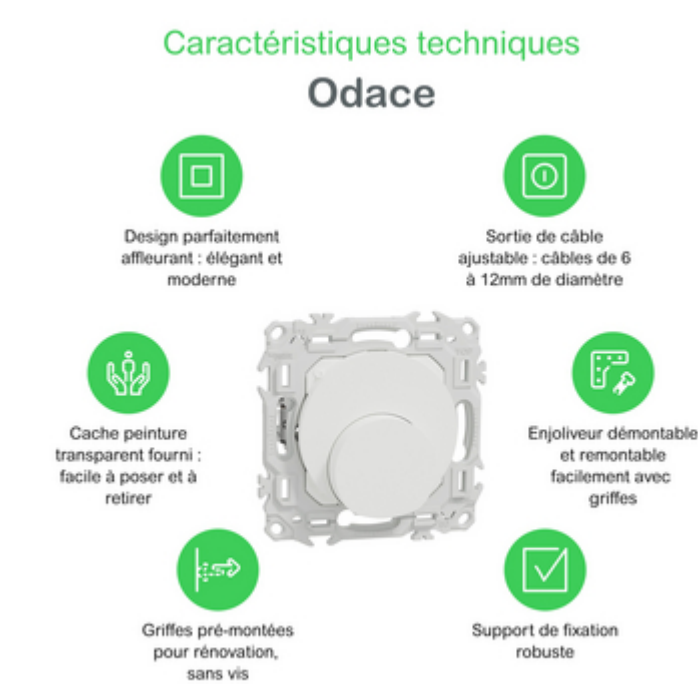 Caractéristiques techniques
Odace
Design parfaitement
affleurant : élégant et
moderne
Sortie de câble
ajustable : câbles de 6
à 12mm de diamètre
Cache peinture
transparent fourni :
facile à poser et à
retirer
Enjoliveur démontable
et remontable
facilement avec
griffes
Griffes pré-montées
pour rénovation,
sans vis
Support de fixation
robuste